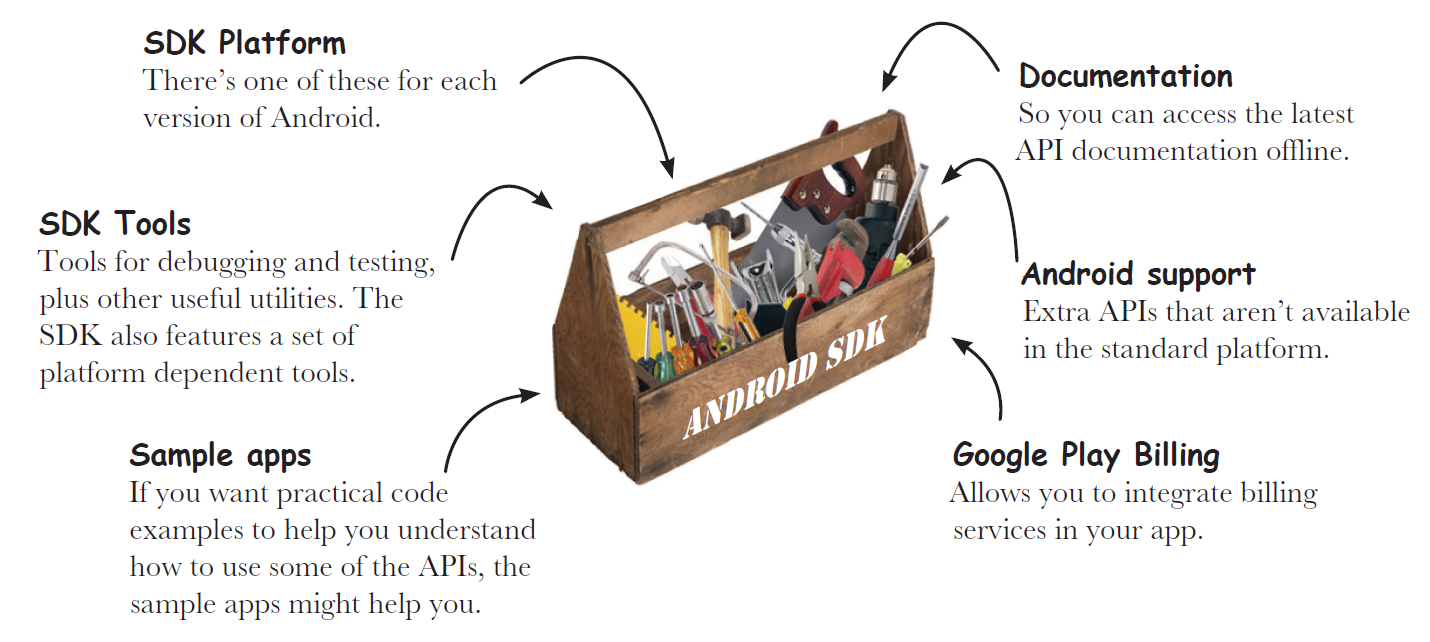 SDK Platform
There’s one of these for each
version of Android.
SDK Tools
Tools for debugging and testing,
plus other useful utilities. The
SDK also features a set of
platform dependent tools.
Sample apps
If you want practical code
examples to help you understand
how to use some of the APIs, the
sample apps might help you.
ANDROID SDK
Documentation
So you can access the latest
API documentation offline.
Android support
Extra APIs that aren’t available
in the standard platform.
Google Play Billing
Allows you to integrate billing
services in your app.